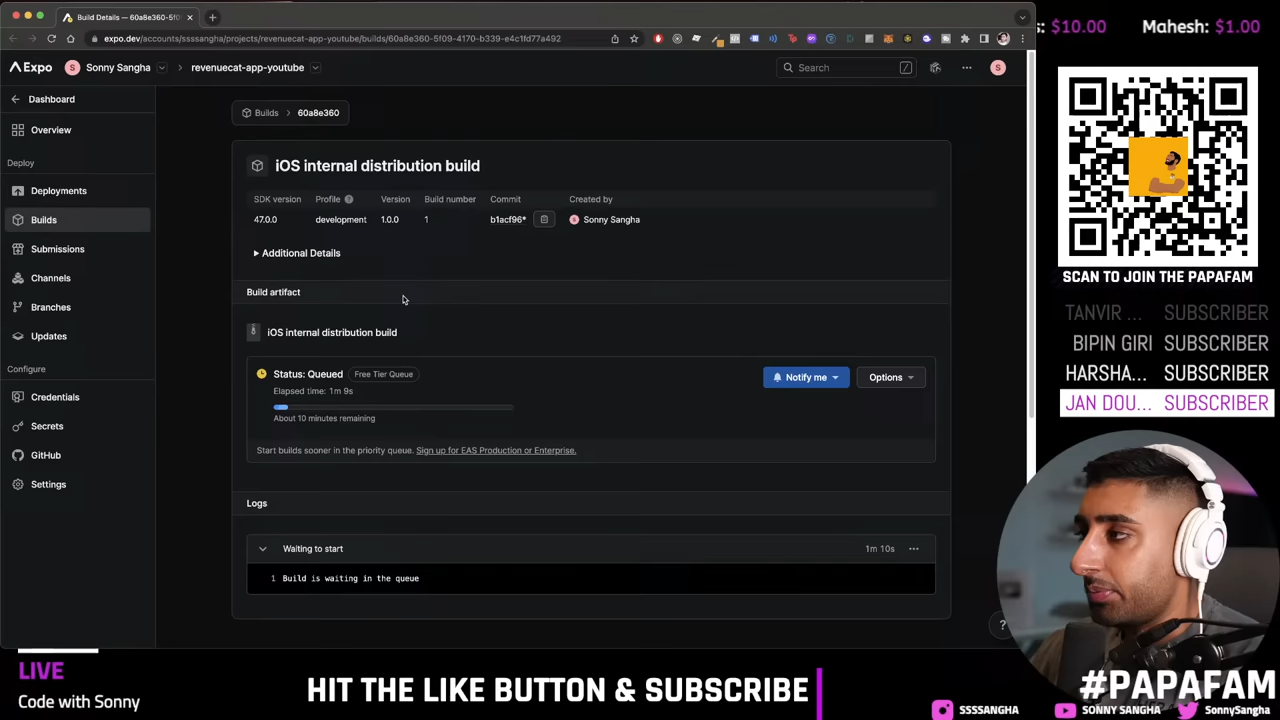 Build Details — 60a8e360-5f0
expo.dev/accounts/ssssangha/projects/revenuecat-app-youtube/builds/60a8e360-5f09-4170-b339-e4c1fd77a492
Expo
S Sonny Sangha
revenuecat-app-youtube
Search
/
S
Dashboard
Overview
Deploy
Deployments
Builds
Submissions
Channels
Branches
Updates
Configure
Credentials
Secrets
GitHub
Settings
Builds > 60a8e360
iOS internal distribution build
SDK version Profile ? Version Build number Commit Created by
47.0.0 development 1.0.0 1 b1acf96* S Sonny Sangha
Additional Details
Build artifact
iOS internal distribution build
Status: Queued Free Tier Queue
Elapsed time: 1m 9s
About 10 minutes remaining
Notify me
Options
Start builds sooner in the priority queue. Sign up for EAS Production or Enterprise.
Logs
Waiting to start 1m 10s
1 Build is waiting in the queue
?
s: $10.00 Mahesh: $1.00
SCAN TO JOIN THE PAPAFAM
TANVIR ... SUBSCRIBER
BIPIN GIRI SUBSCRIBER
HARSHA... SUBSCRIBER
JAN DOU... SUBSCRIBER
LIVE
Code with Sonny
HIT THE LIKE BUTTON & SUBSCRIBE
#PAPAFAM
SSSSANGHA SONNY SANGHA SonnySangha